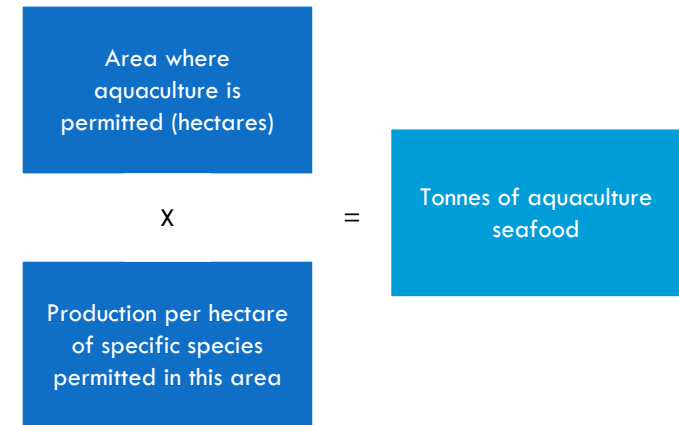 Area where
aquaculture is
permitted (hectares)
X
=
Tonnes of aquaculture
seafood
Production per hectare
of specific species
permitted in this area